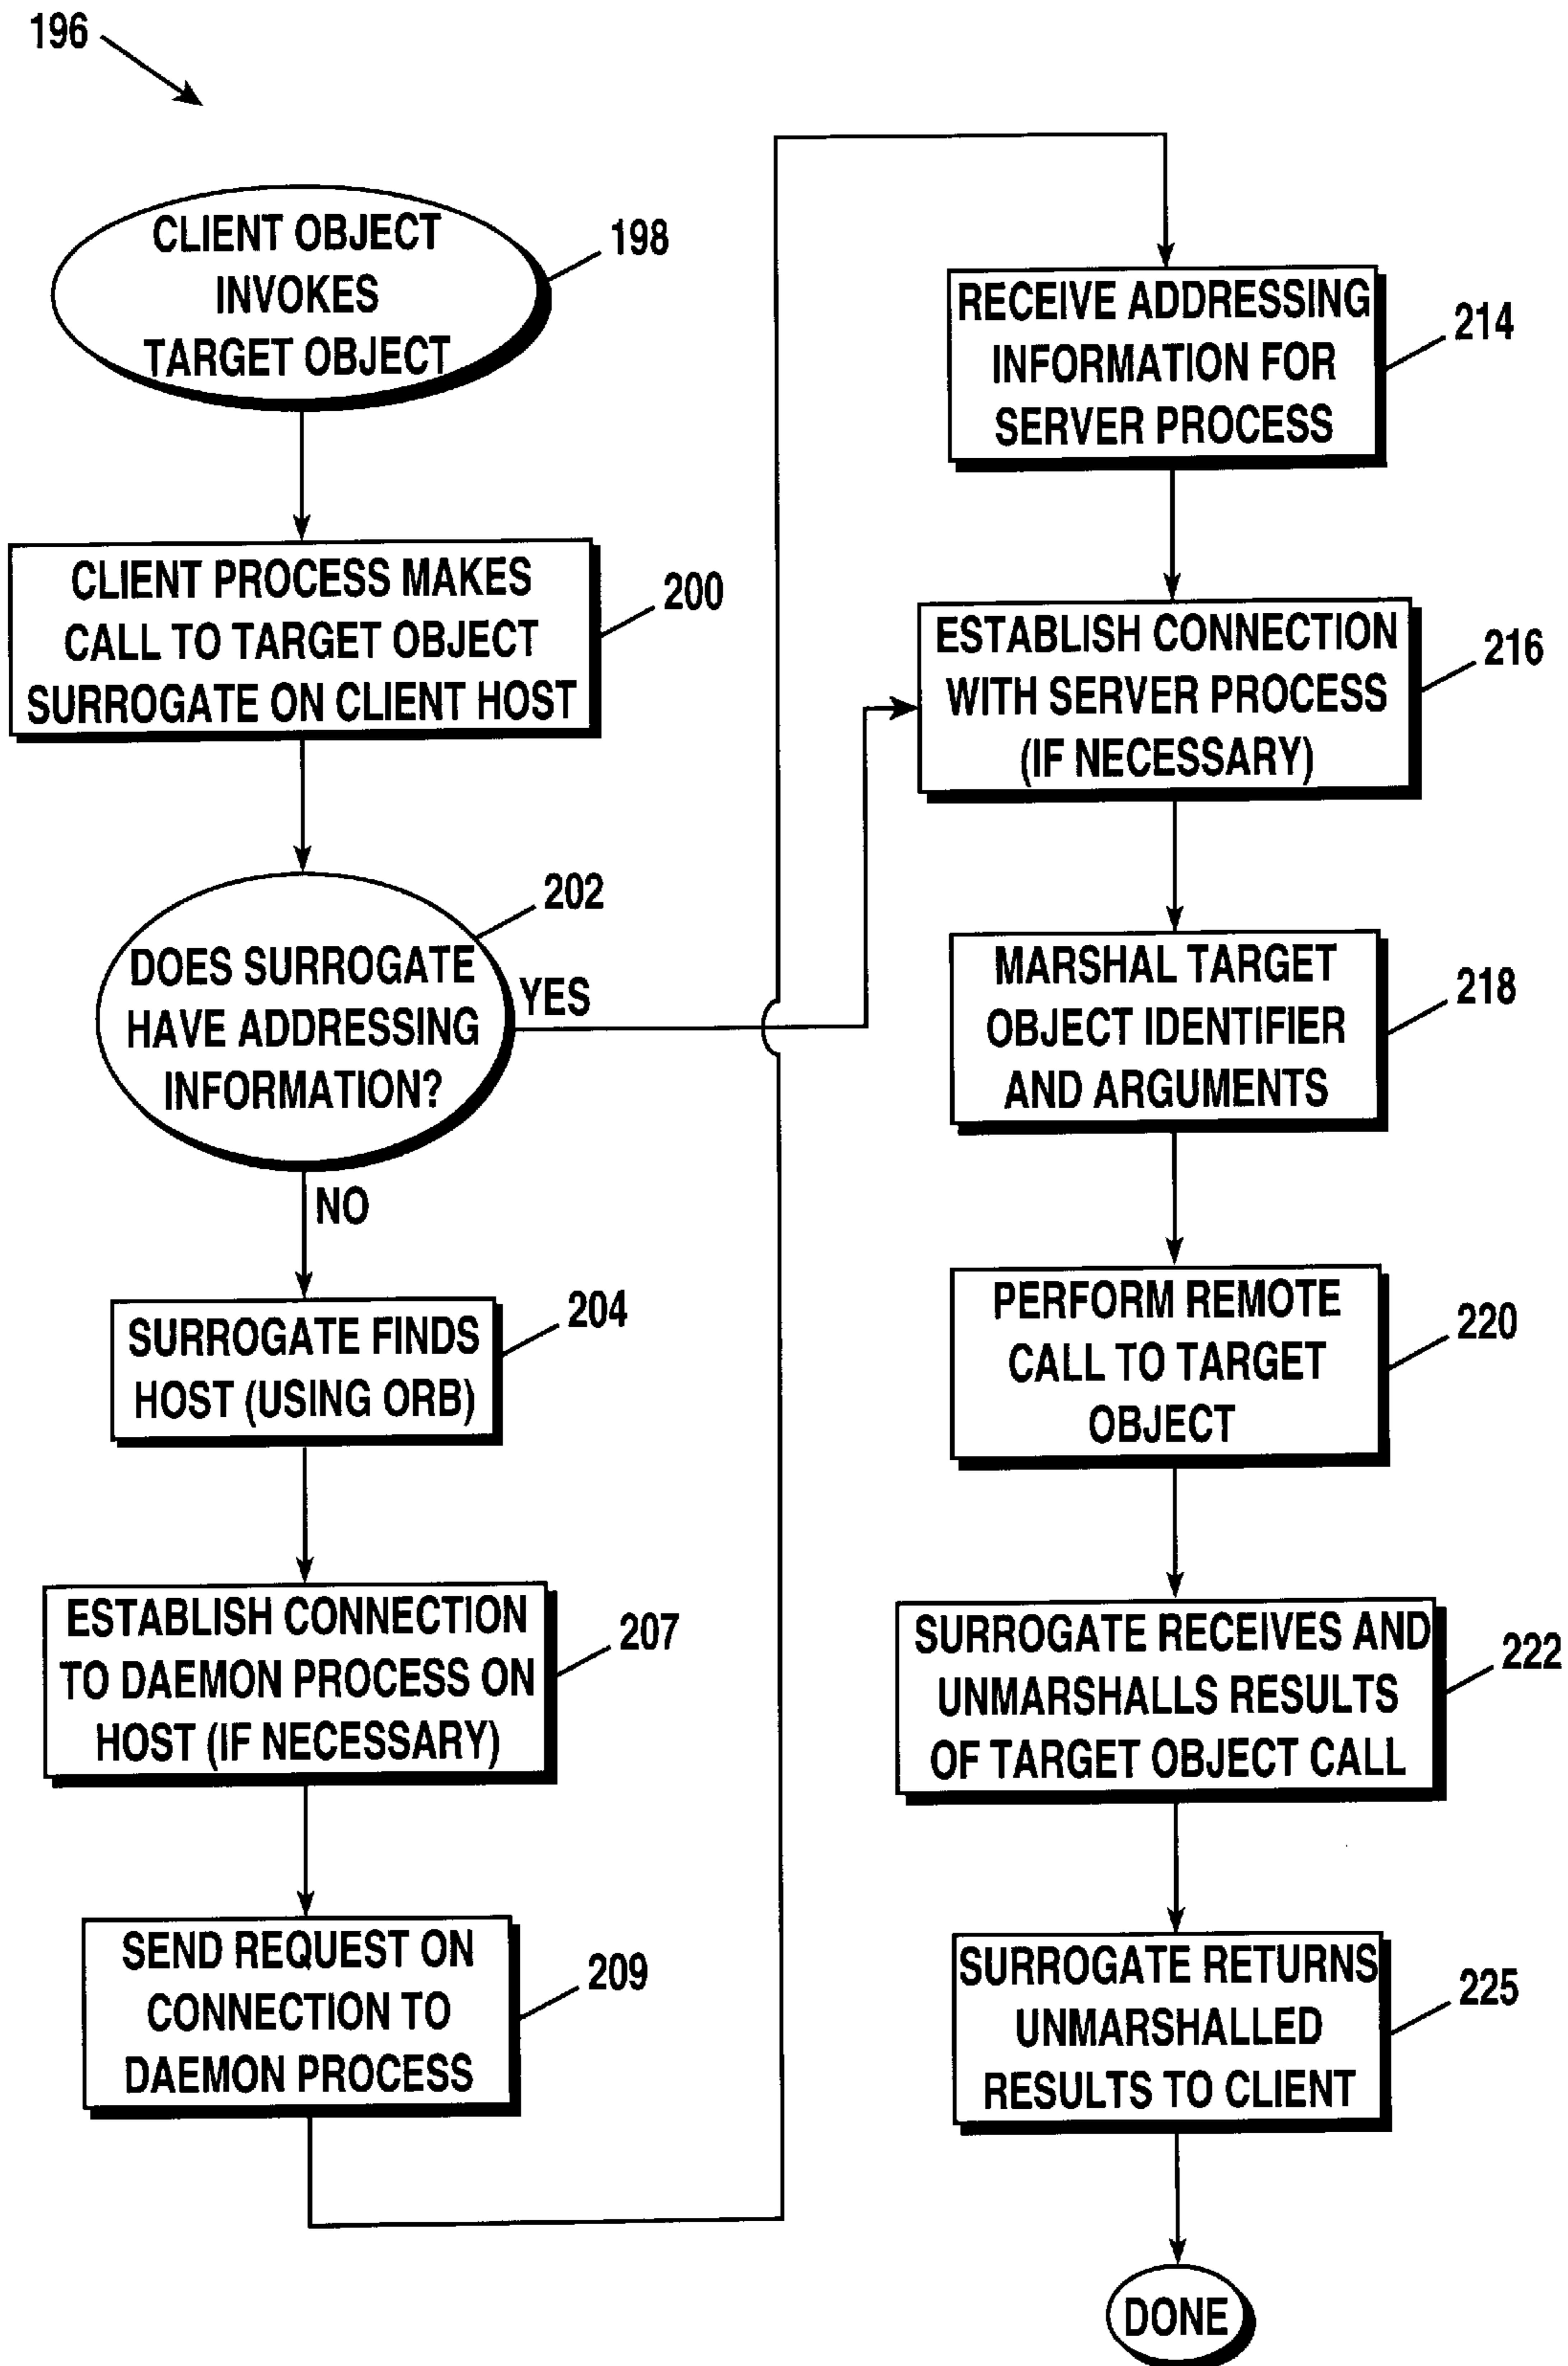 196
CLIENT OBJECT
INVOKES
TARGET OBJECT
198
CLIENT PROCESS MAKES
CALL TO TARGET OBJECT
SURROGATE ON CLIENT HOST
200
202
DOES SURROGATE
HAVE ADDRESSING
INFORMATION?
YES
NO
SURROGATE FINDS
HOST (USING ORB)
204
ESTABLISH CONNECTION
TO DAEMON PROCESS ON
HOST (IF NECESSARY)
207
SEND REQUEST ON
CONNECTION TO
DAEMON PROCESS
209
RECEIVE ADDRESSING
INFORMATION FOR
SERVER PROCESS
214
ESTABLISH CONNECTION
WITH SERVER PROCESS
(IF NECESSARY)
216
MARSHAL TARGET
OBJECT IDENTIFIER
AND ARGUMENTS
218
PERFORM REMOTE
CALL TO TARGET
OBJECT
220
SURROGATE RECEIVES AND
UNMARSHALLS RESULTS
OF TARGET OBJECT CALL
222
SURROGATE RETURNS
UNMARSHALLED
RESULTS TO CLIENT
225
DONE